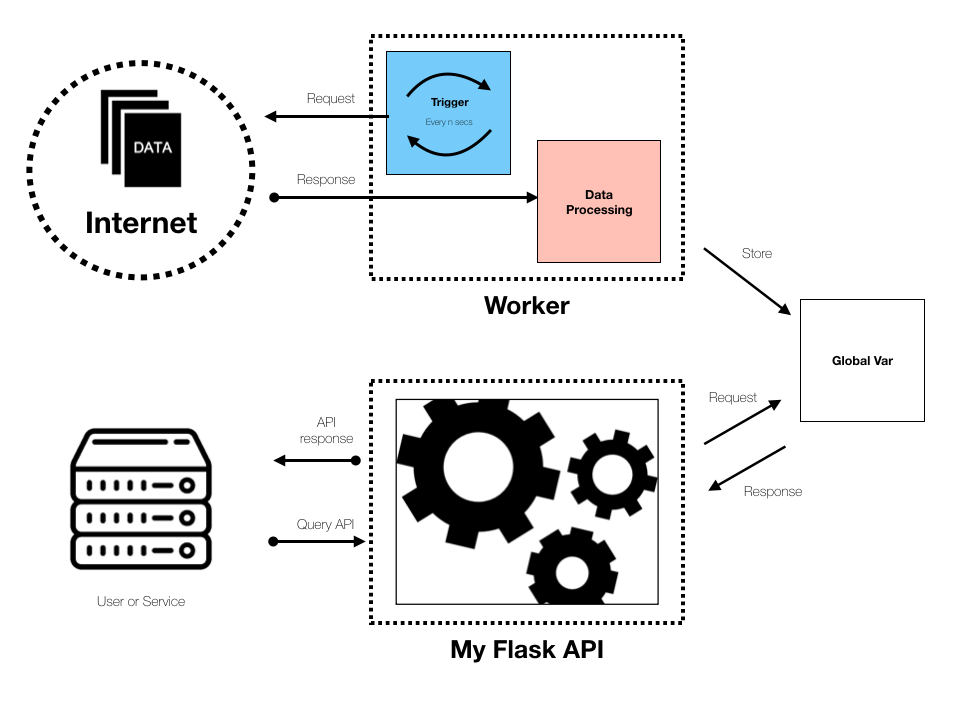 Request
Trigger
Every n secs
DATA
Response
Data
Processing
Internet
Store
Worker
Global Var
Request
API
response
Response
Query API
User or Service
My Flask API